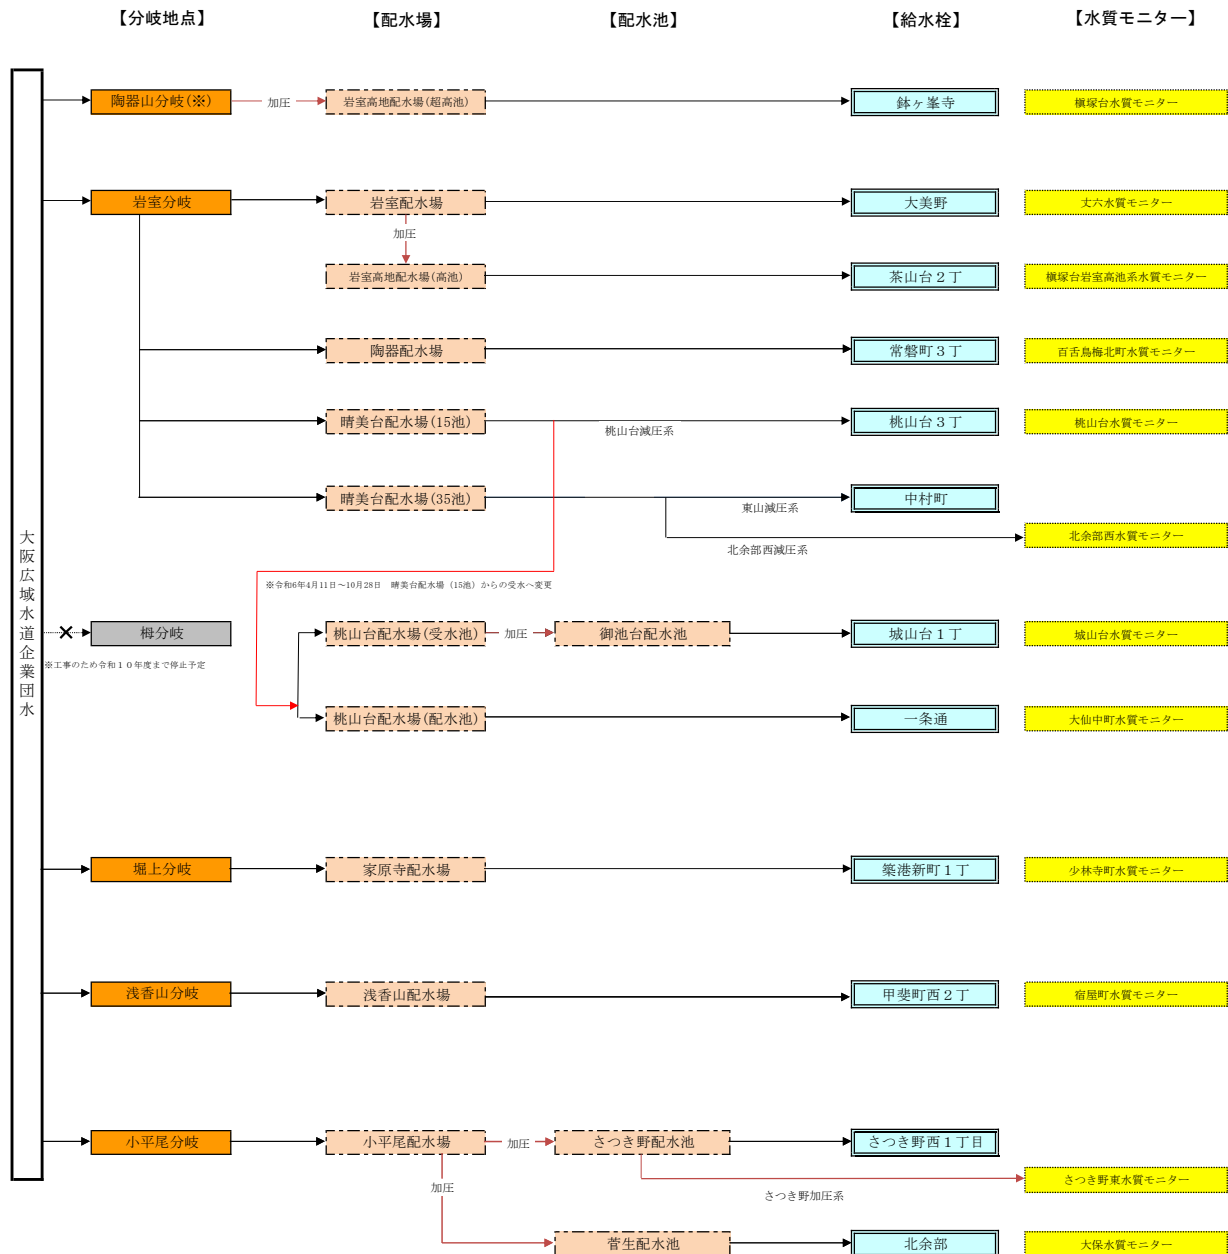 【分岐地点】 【配水場】 【配水池】 【給水栓】 【水質モニター】
大阪広域水道企業団水
陶器山分岐(※) 加圧 岩室高地配水場(超高池) 鉢ヶ峯寺 槇塚台水質モニター
岩室分岐 岩室配水場 大美野 丈六水質モニター
加圧
岩室高地配水場(高池) 茶山台２丁 槇塚台岩室高池系水質モニター
陶器配水場 常磐町３丁 百舌鳥梅北町水質モニター
晴美台配水場(15池) 桃山台３丁 桃山台水質モニター
桃山台減圧系
晴美台配水場(35池) 中村町
東山減圧系
北余部西水質モニター
北余部西減圧系
※令和6年4月11日～10月28日　晴美台配水場（15池）からの受水へ変更
栂分岐 桃山台配水場(受水池) 加圧 御池台配水池 城山台１丁 城山台水質モニター
※工事のため令和１０年度まで停止予定
桃山台配水場(配水池) 一条通 大仙中町水質モニター
堀上分岐 家原寺配水場 築港新町１丁 少林寺町水質モニター
浅香山分岐 浅香山配水場 甲斐町西２丁 宿屋町水質モニター
小平尾分岐 小平尾配水場 加圧 さつき野配水池 さつき野西１丁目
さつき野東水質モニター
加圧
さつき野加圧系
菅生配水池 北余部 大保水質モニター